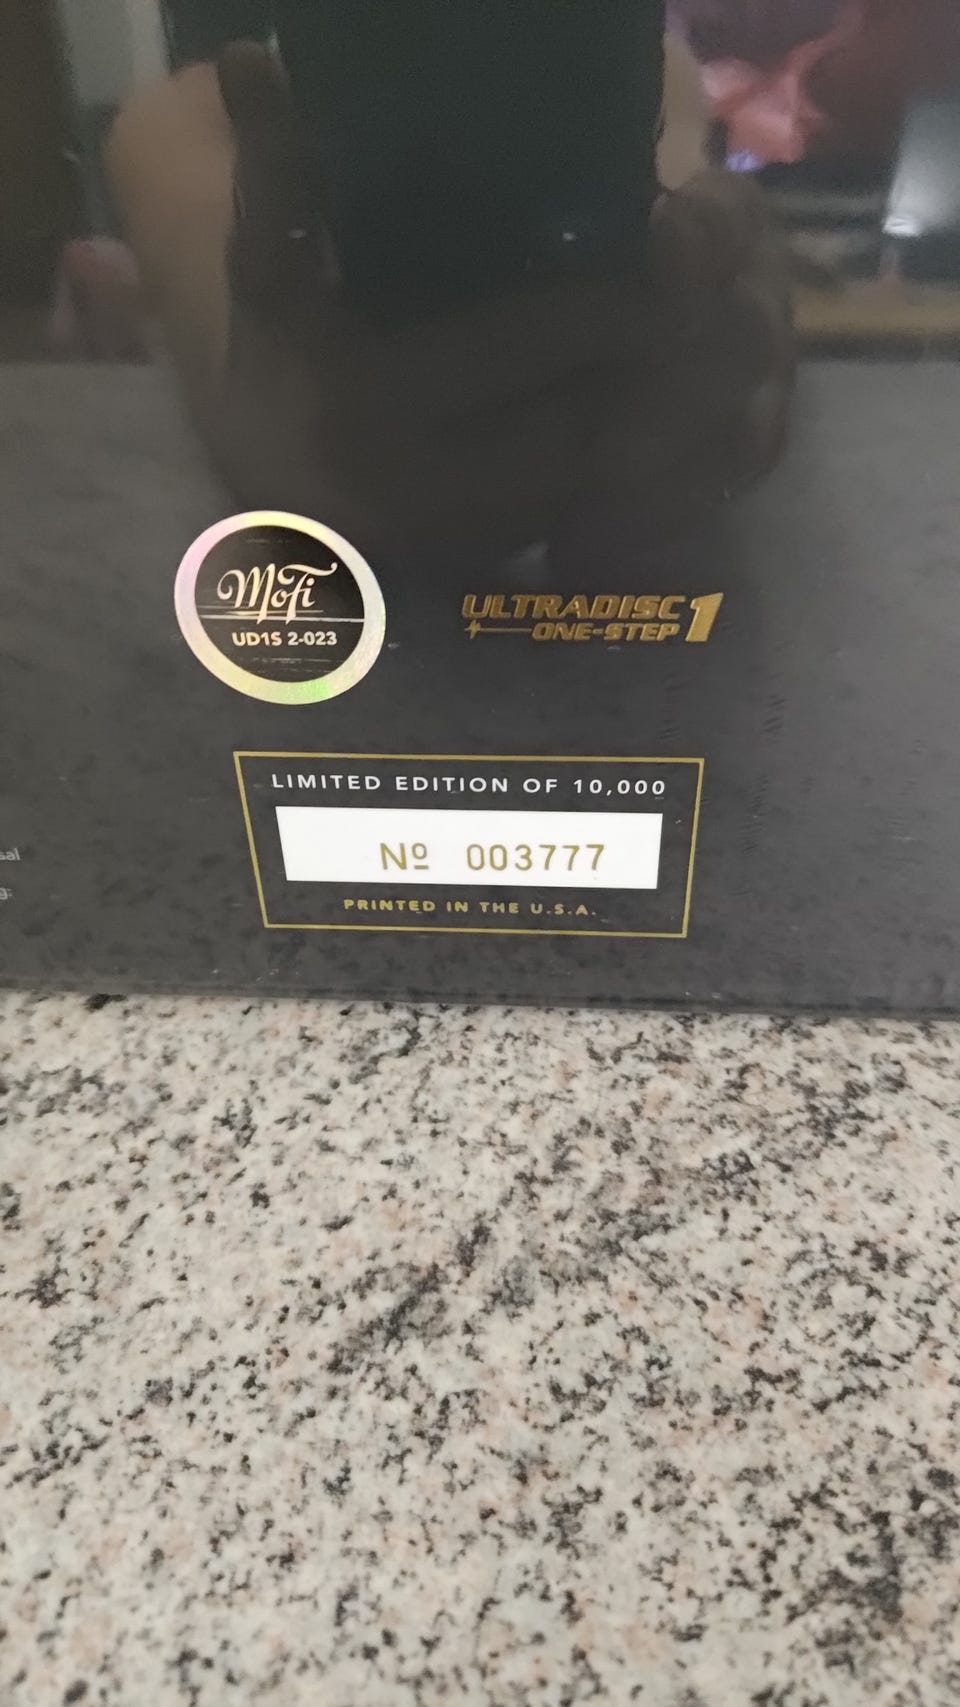 MoFi
UD1S 2-023
ULTRADISC 1
ONE-STEP
LIMITED EDITION OF 10,000
Nº 003777
PRINTED IN THE U.S.A.